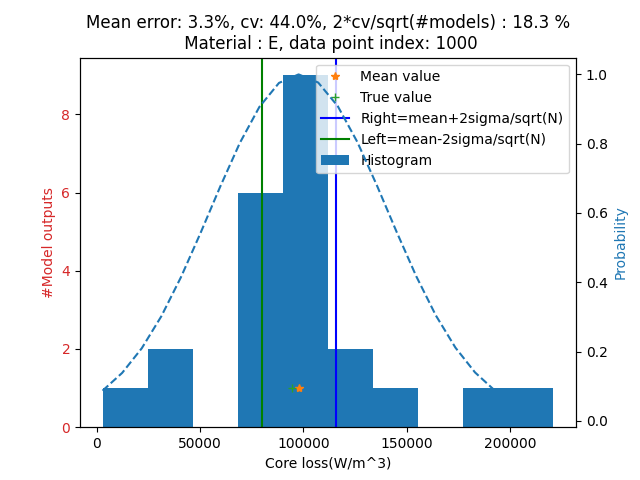 Mean error: 3.3%, cv: 44.0%, 2*cv/sqrt(#models) : 18.3 %
Material : E, data point index: 1000
Mean value
True value
Right=mean+2sigma/sqrt(N)
Left=mean-2sigma/sqrt(N)
Histogram
#Model outputs
8
6
4
2
0
Probability
1.0
0.8
0.6
0.4
0.2
0.0
0 50000 100000 150000 200000
Core loss(W/m^3)